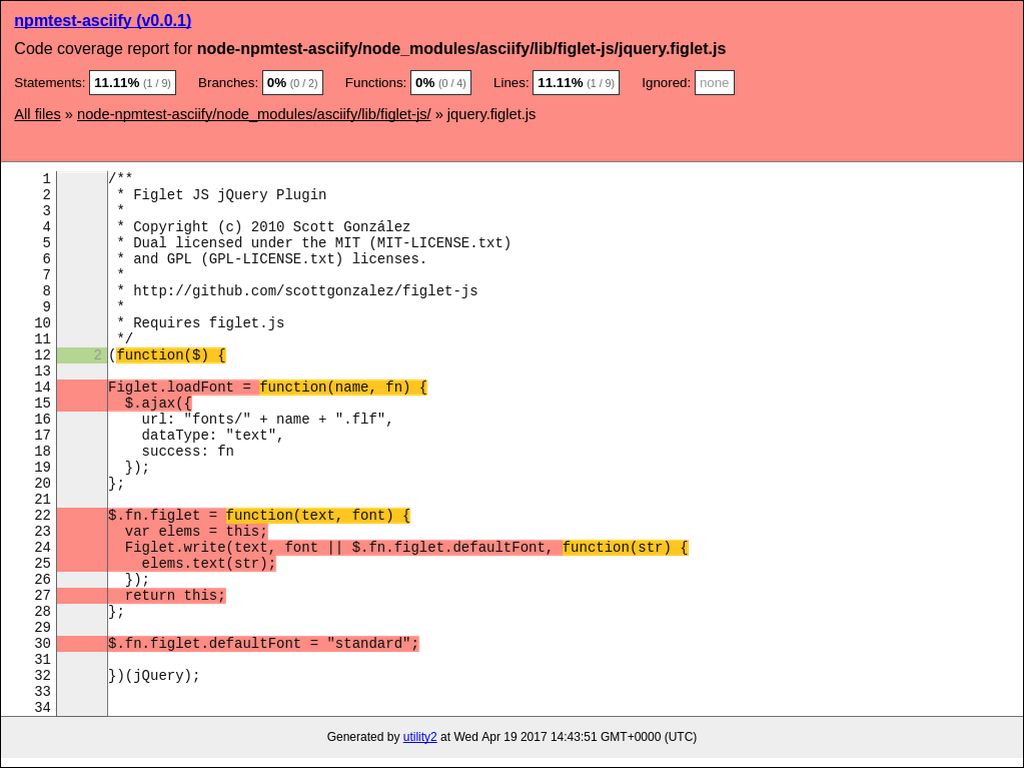 npmtest-asciify (v0.0.1)
Code coverage report for node-npmtest-asciify/node_modules/asciify/lib/figlet-js/jquery.figlet.js
Statements: 11.11% (1 / 9) Branches: 0% (0 / 2) Functions: 0% (0 / 4) Lines: 11.11% (1 / 9) Ignored: none
All files » node-npmtest-asciify/node_modules/asciify/lib/figlet-js/ » jquery.figlet.js
1 /**
2  * Figlet JS jQuery Plugin
3  *
4  * Copyright (c) 2010 Scott González
5  * Dual licensed under the MIT (MIT-LICENSE.txt)
6  * and GPL (GPL-LICENSE.txt) licenses.
7  *
8  * http://github.com/scottgonzalez/figlet-js
9  *
10  * Requires figlet.js
11  */
12 2 (function($) {
13
14 Figlet.loadFont = function(name, fn) {
15   $.ajax({
16     url: "fonts/" + name + ".flf",
17     dataType: "text",
18     success: fn
19   });
20 };
21
22 $.fn.figlet = function(text, font) {
23   var elems = this;
24   Figlet.write(text, font || $.fn.figlet.defaultFont, function(str) {
25     elems.text(str);
26   });
27   return this;
28 };
29
30 $.fn.figlet.defaultFont = "standard";
31
32 })(jQuery);
33
34
Generated by utility2 at Wed Apr 19 2017 14:43:51 GMT+0000 (UTC)